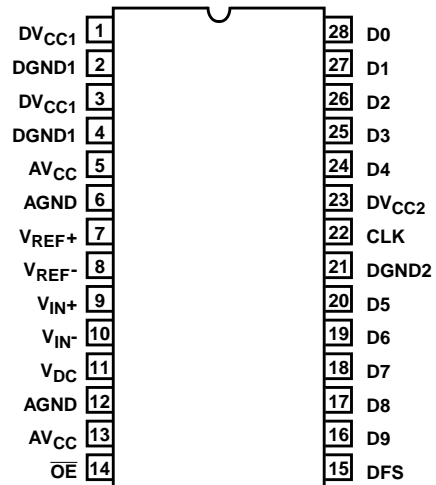 DVCC1 1 28 D0
DGND1 2 27 D1
DVCC1 3 26 D2
DGND1 4 25 D3
AVCC 5 24 D4
AGND 6 23 DVCC2
VREF+ 7 22 CLK
VREF- 8 21 DGND2
VIN+ 9 20 D5
VIN- 10 19 D6
VDC 11 18 D7
AGND 12 17 D8
AVCC 13 16 D9
O̅E̅ 14 15 DFS